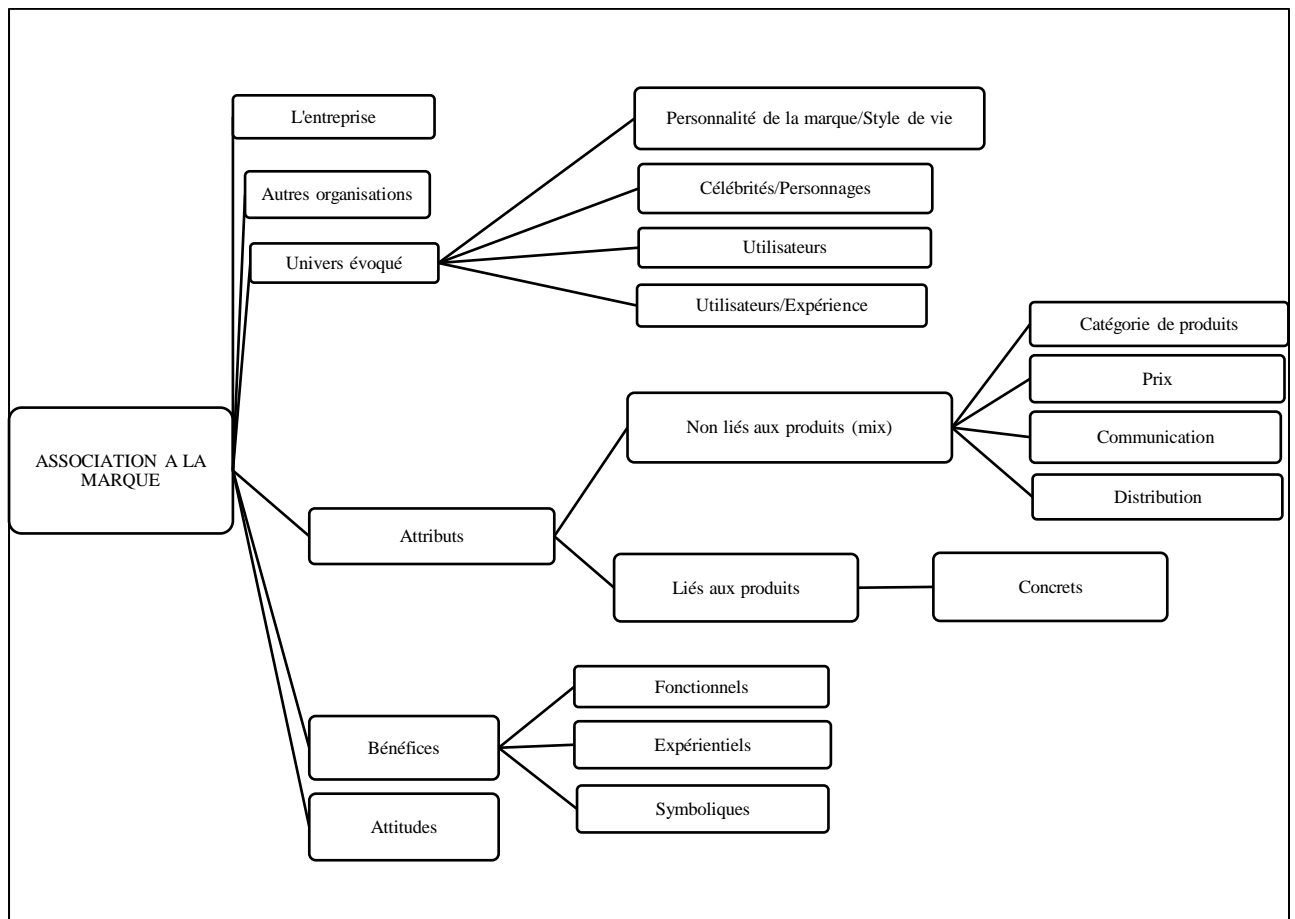 L'entreprise
Autres organisations
Univers évoqué
Personnalité de la marque/Style de vie
Célébrités/Personnages
Utilisateurs
Utilisateurs/Expérience
ASSOCIATION A LA
MARQUE
Attributs
Non liés aux produits (mix)
Catégorie de produits
Prix
Communication
Distribution
Liés aux produits
Concrets
Bénéfices
Fonctionnels
Expérientiels
Symboliques
Attitudes